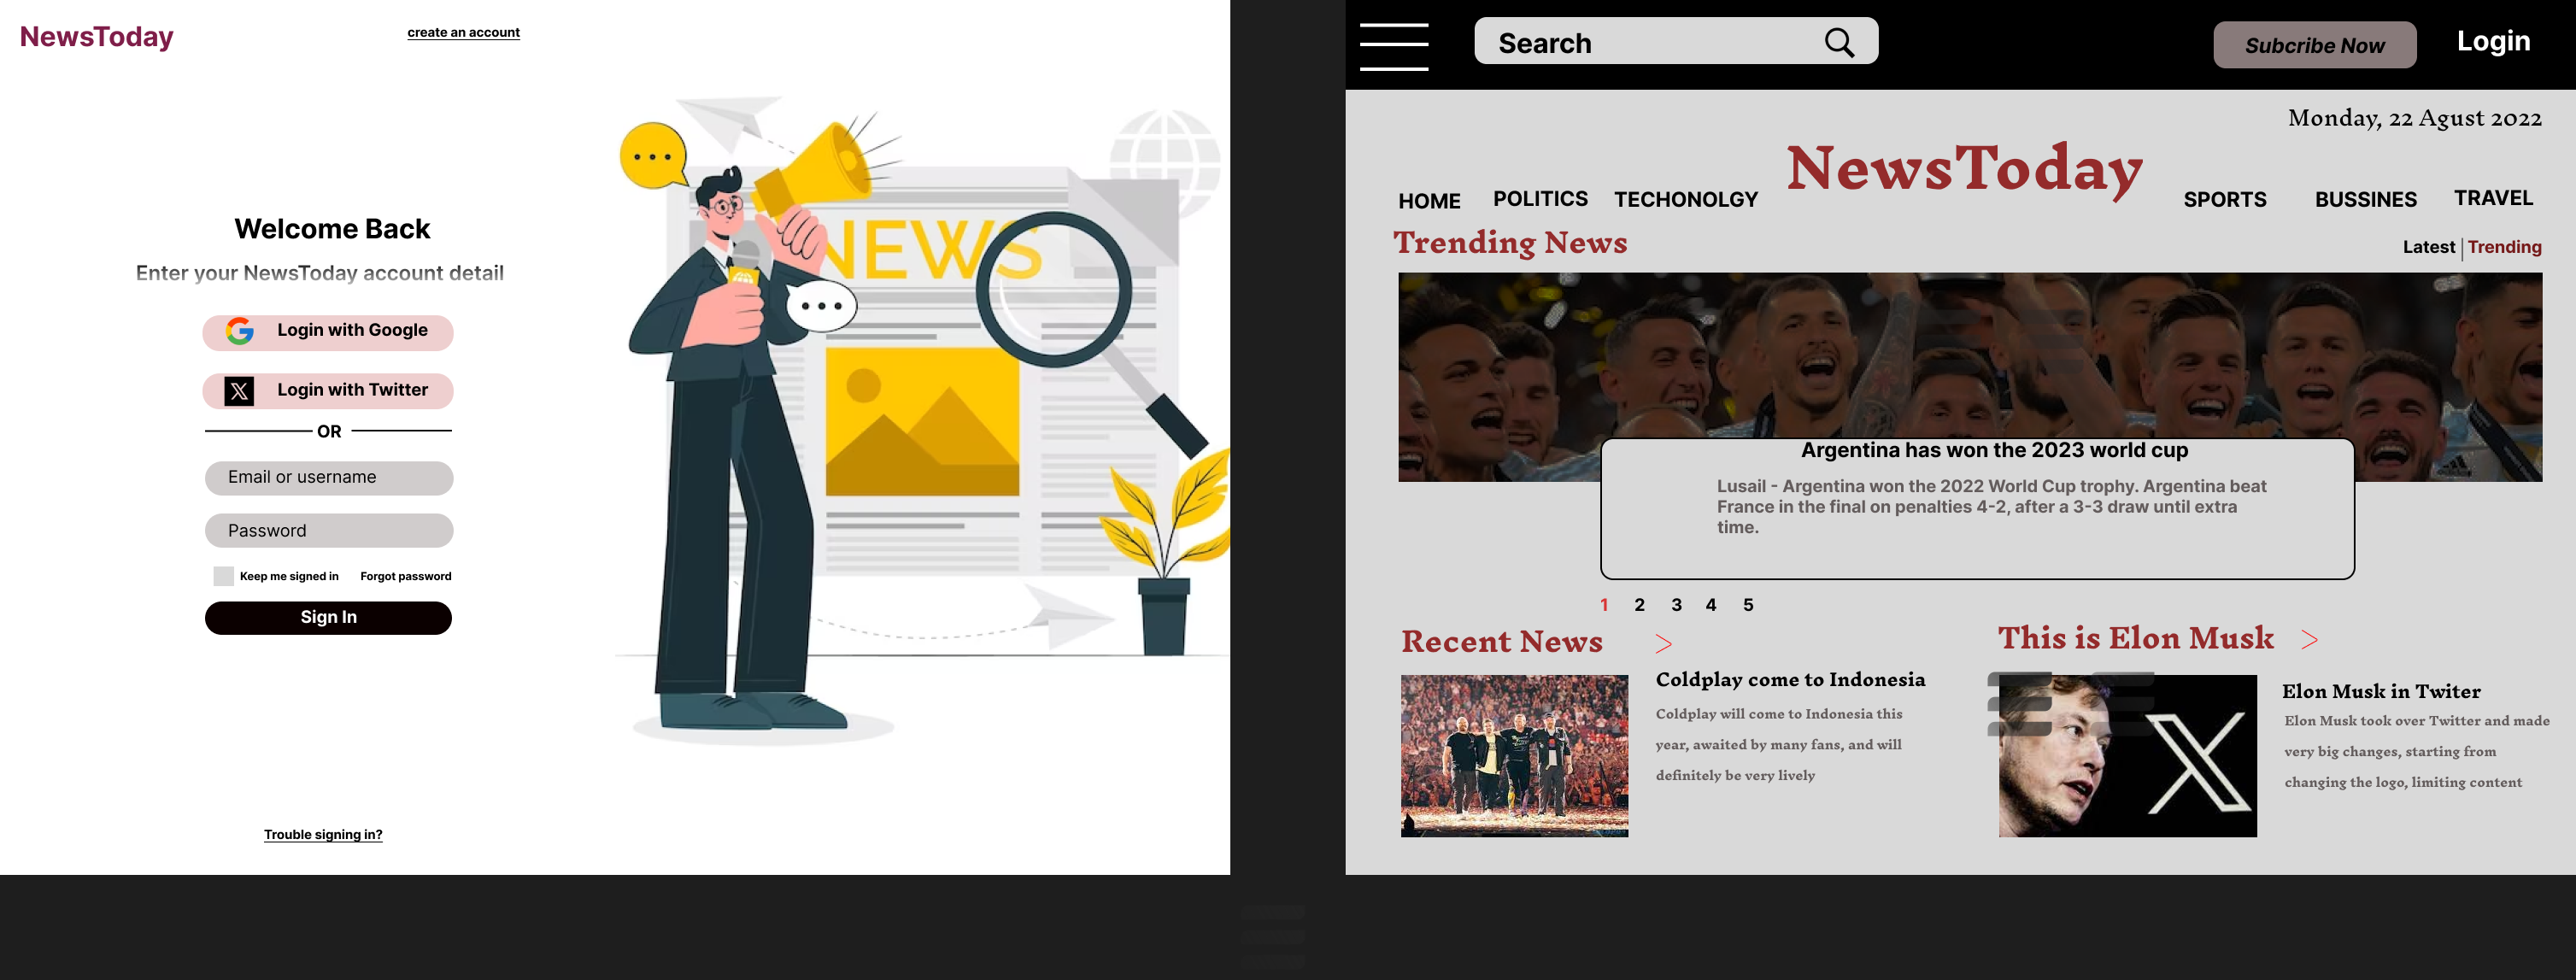 NewsToday
create an account
NEWS
Welcome Back
Enter your NewsToday account detail
Login with Google
Login with Twitter
OR
Email or username
Password
Keep me signed in Forgot password
Sign In
Trouble signing in?
Search
Subcribe Now
Login
Monday, 22 Agust 2022
NewsToday
HOME POLITICS TECHONOLGY SPORTS BUSSINES TRAVEL
Trending News
Latest | Trending
Argentina has won the 2023 world cup
Lusail - Argentina won the 2022 World Cup trophy. Argentina beat
France in the final on penalties 4-2, after a 3-3 draw until extra
time.
1 2 3 4 5
Recent News >
Coldplay come to Indonesia
Coldplay will come to Indonesia this
year, awaited by many fans, and will
definitely be very lively
This is Elon Musk >
Elon Musk in Twiter
Elon Musk took over Twitter and made
very big changes, starting from
changing the logo, limiting content